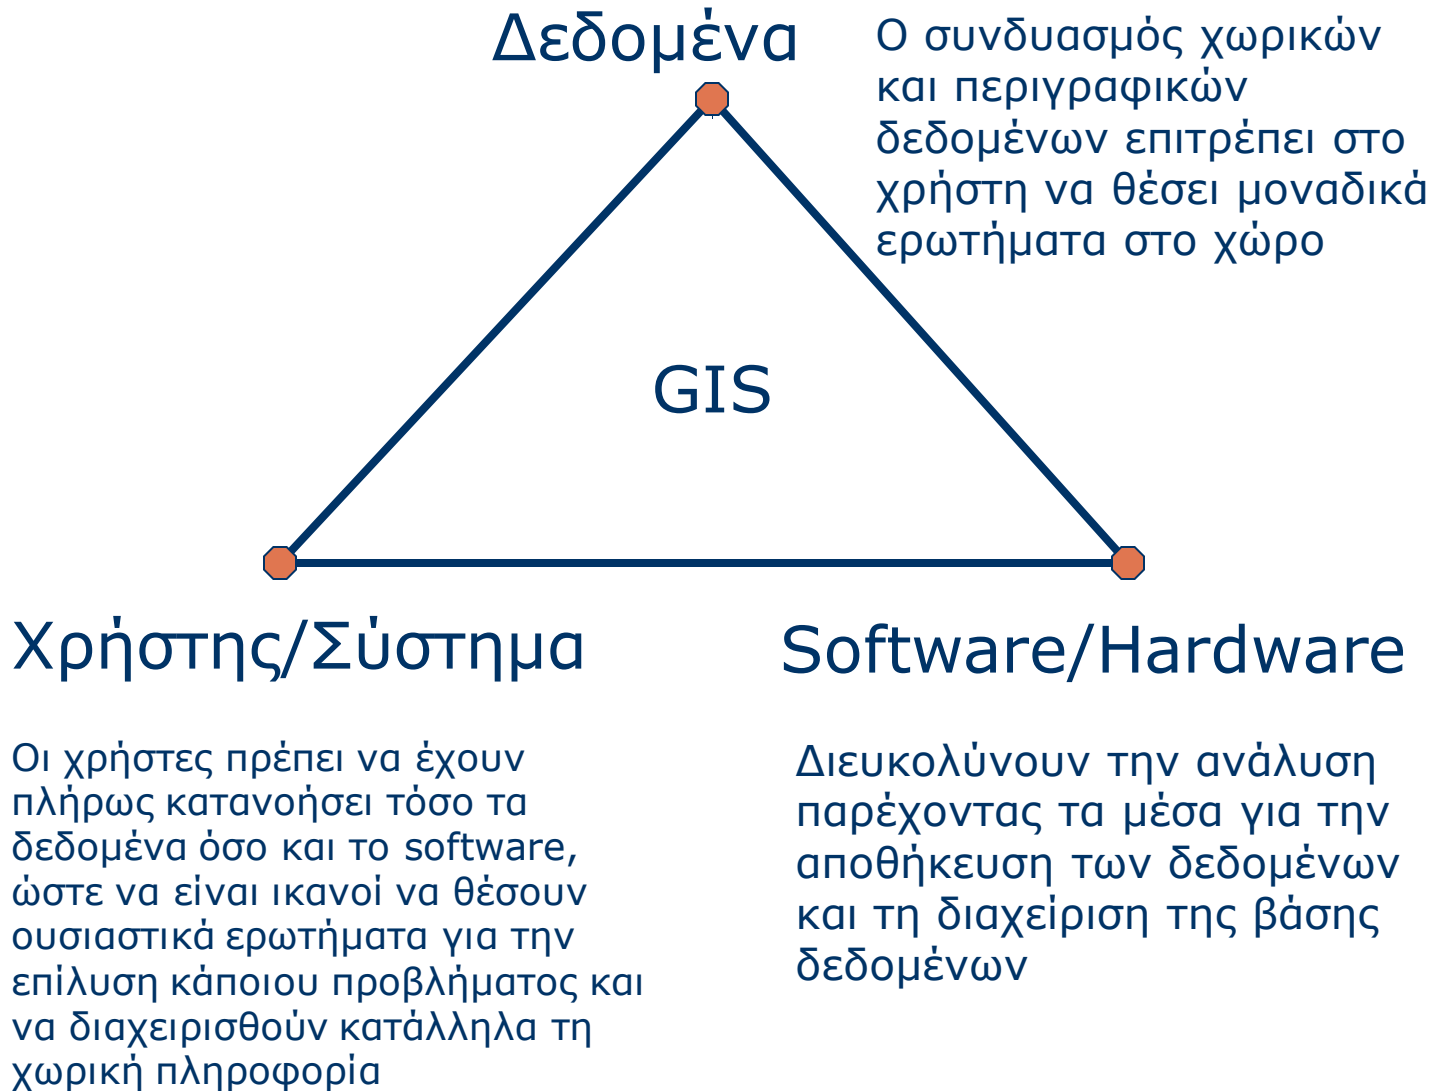 Δεδομένα
Ο συνδυασμός χωρικών
και περιγραφικών
δεδομένων επιτρέπει στο
χρήστη να θέσει μοναδικά
ερωτήματα στο χώρο
GIS
Χρήστης/Σύστημα
Οι χρήστες πρέπει να έχουν
πλήρως κατανοήσει τόσο τα
δεδομένα όσο και το software,
ώστε να είναι ικανοί να θέσουν
ουσιαστικά ερωτήματα για την
επίλυση κάποιου προβλήματος και
να διαχειρισθούν κατάλληλα τη
χωρική πληροφορία
Software/Hardware
Διευκολύνουν την ανάλυση
παρέχοντας τα μέσα για την
αποθήκευση των δεδομένων
και τη διαχείριση της βάσης
δεδομένων